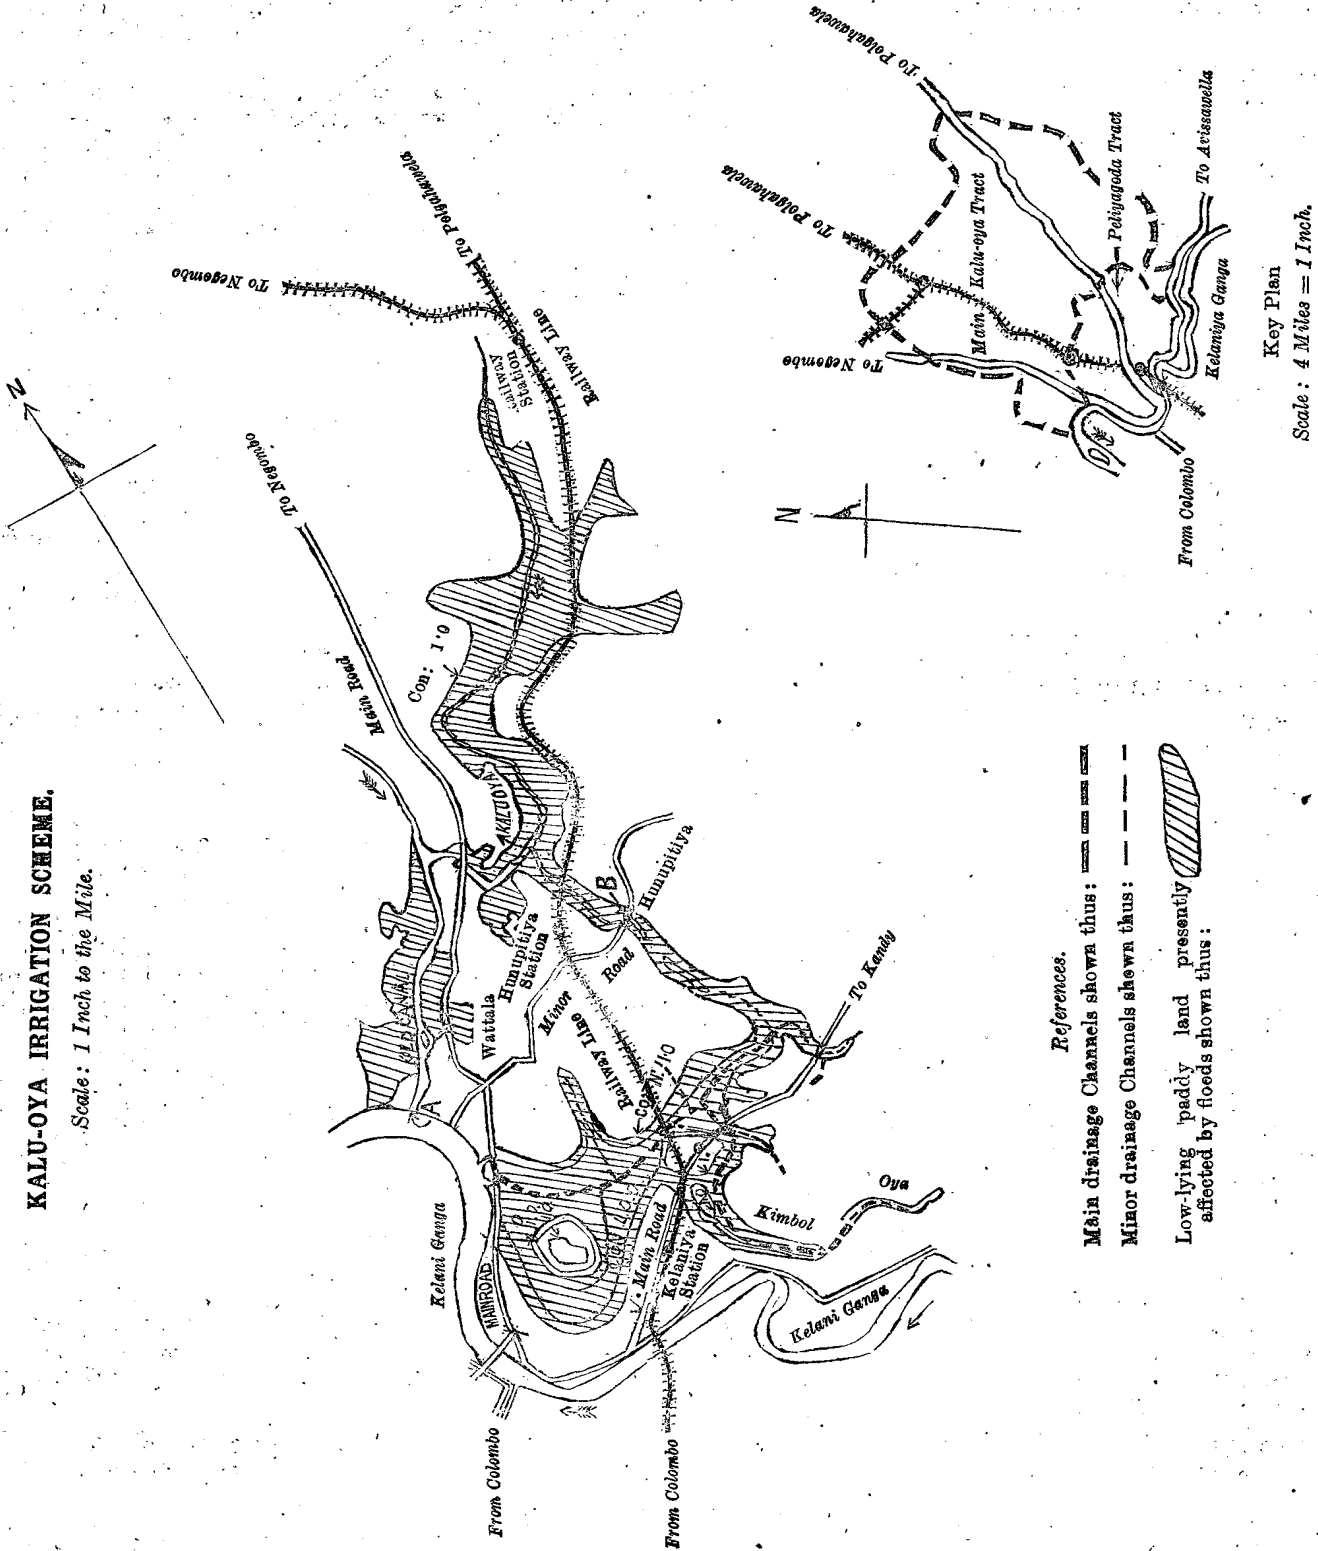 KALU-OYA IRRIGATION SCHEME.
Scale: 1 Inch to the Mile.
N
To Negombo
Main Road
To Negombo
To Polgahawela
Railway
Station
Railway Line
Con: 1'0
KALUOYA
OLD CANAL
Wattala
Hunupitiya
Station
Minor
Road
B
Hunupitiya
Railway Line
A
Kelani Ganga
MAINROAD
Main Road
Kelaniya
Station
To Kandy
Kimbol
Oya
Kelani Ganga
From Colombo
From Colombo
References.
Main drainage Channels shown thus:
Minor drainage Channels shewn thus:
Low-lying paddy land presently
affected by floods shown thus:
N
To Polgahawela
To Polgahawela
To Negombo
Main Kalu-oya Tract
Peliyagoda Tract
To Avissawella
Kelaniya Ganga
From Colombo
Key Plan
Scale: 4 Miles = 1 Inch.